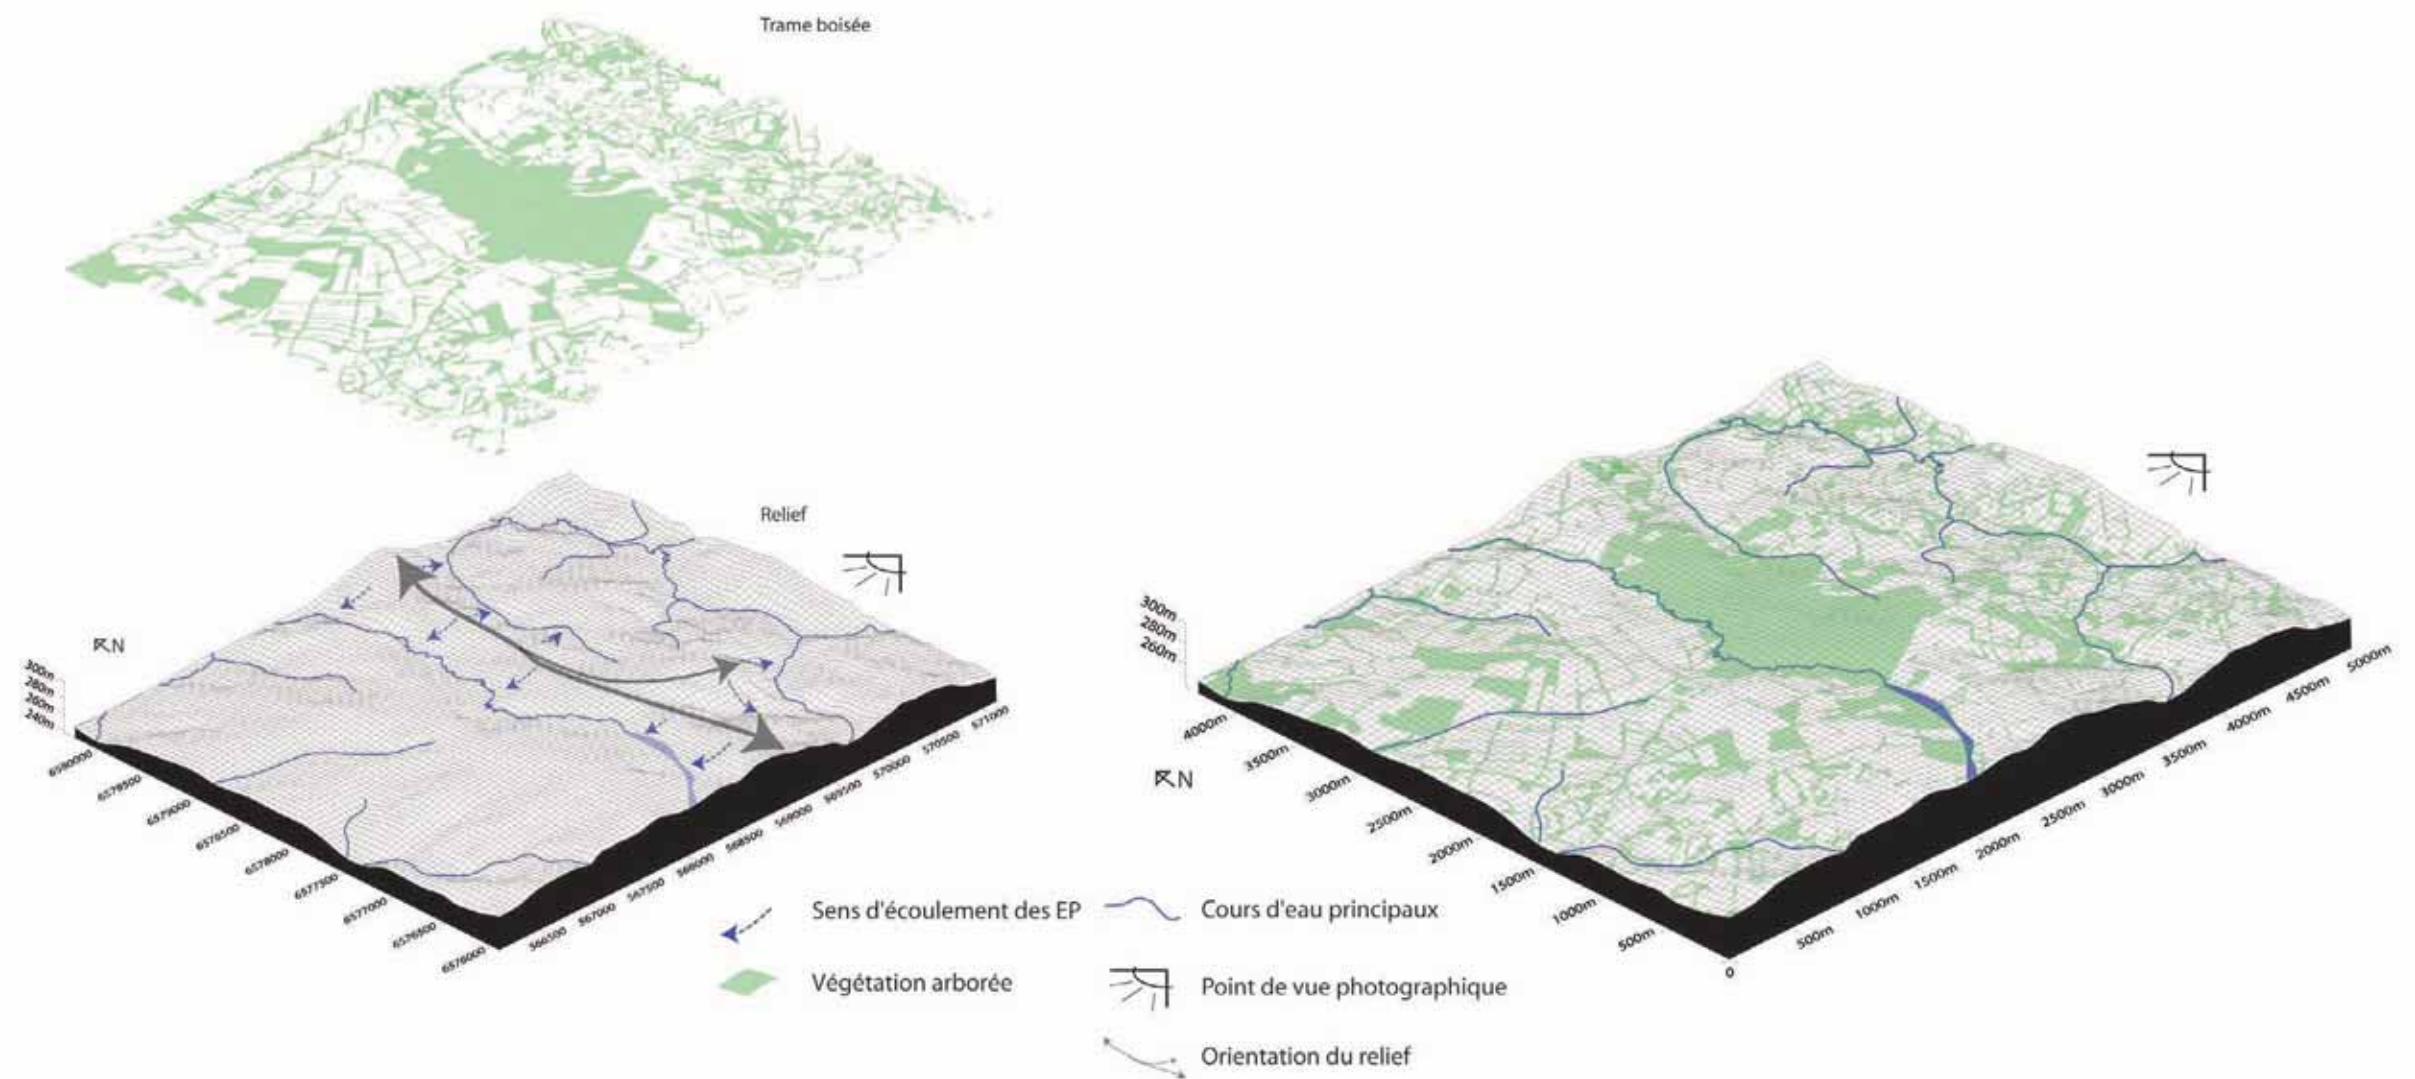 Trame boisée
Relief
N
300m
280m
260m
240m
6580000
6579500
6579000
6578500
6578000
6577500
6577000
6576500
6576000
566500
567000
567500
568000
568500
569000
569500
570000
570500
571000
300m
280m
260m
N
4000m
3500m
3000m
2500m
2000m
1500m
1000m
500m
0
500m
1000m
1500m
2000m
2500m
3000m
3500m
4000m
4500m
5000m
Sens d'écoulement des EP
Cours d'eau principaux
Végétation arborée
Point de vue photographique
Orientation du relief